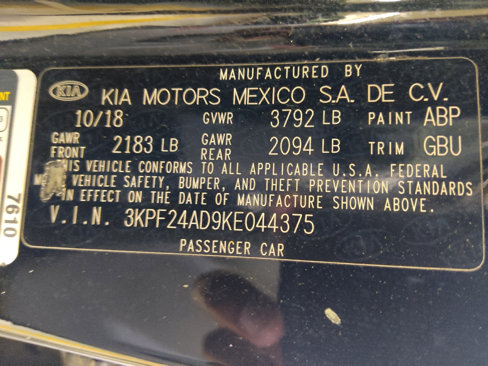 MANUFACTURED BY
KIA KIA MOTORS MEXICO S.A. DE C.V.
10/18 GVWR 3792 LB PAINT ABP
GAWR FRONT 2183 LB GAWR REAR 2094 LB TRIM GBU
THIS VEHICLE CONFORMS TO ALL APPLICABLE U.S.A. FEDERAL
VEHICLE SAFETY, BUMPER, AND THEFT PREVENTION STANDARDS
IN EFFECT ON THE DATE OF MANUFACTURE SHOWN ABOVE.
V.I.N. 3KPF24AD9KE044375
PASSENGER CAR
7610